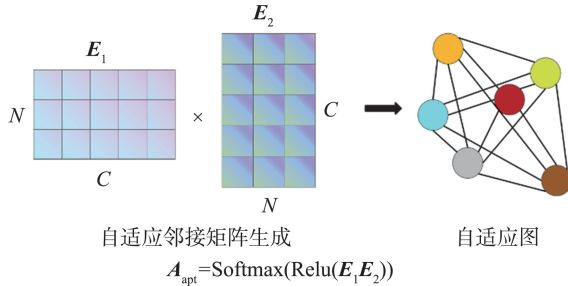 E₁
E₂
N
×
C
C
N
自适应邻接矩阵生成
自适应图
Aapt=Softmax(Relu(E₁E₂))